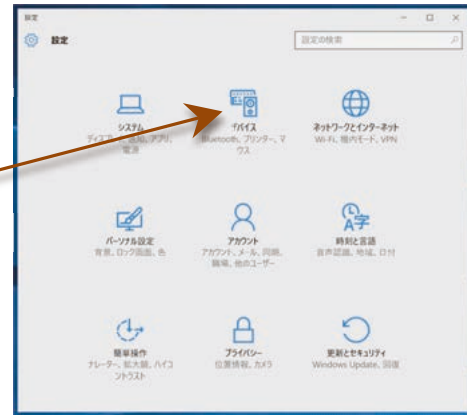 設定
設定
設定の検索
システム
ディスプレイ、通知、アプリ、
電源
デバイス
Bluetooth、プリンター、マ
ウス
ネットワークとインターネット
Wi-Fi、機内モード、VPN
パーソナル設定
背景、ロック画面、色
アカウント
アカウント、メール、同期、
職場、他のユーザー
時刻と言語
音声認識、地域、日付
簡単操作
ナレーター、拡大鏡、ハイコ
ントラスト
プライバシー
位置情報、カメラ
更新とセキュリティ
Windows Update、回復